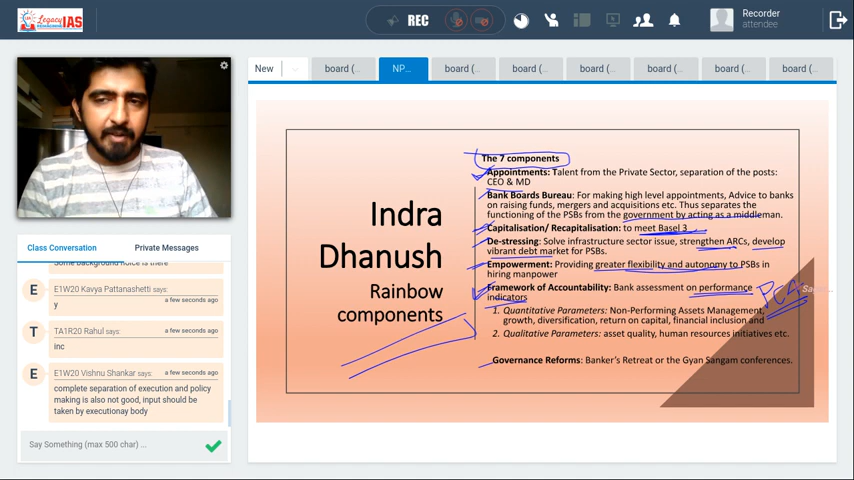 Legacy IAS
REC
Recorder
attendee
New
board (..
NP...
board (..
board (..
board (..
board (..
board (..
board (..
Class Conversation
Private Messages
Some background noice is there
E
E1W20 Kavya Pattanashetti says:
a few seconds ago
y
T
TA1R20 Rahul says:
a few seconds ago
inc
E
E1W20 Vishnu Shankar says:
a few seconds ago
complete separation of execution and policy
making is also not good, input should be
taken by executionay body
Say Something (max 500 char) ...
Indra
Dhanush
Rainbow
components
The 7 components
Appointments: Talent from the Private Sector, separation of the posts:
CEO & MD
Bank Boards Bureau: For making high level appointments, Advice to banks
on raising funds, mergers and acquisitions etc. Thus separates the
functioning of the PSBs from the government by acting as a middleman.
Capitalisation/ Recapitalisation: to meet Basel 3
De-stressing: Solve infrastructure sector issue, strengthen ARCs, develop
vibrant debt market for PSBs.
Empowerment: Providing greater flexibility and autonomy to PSBs in
hiring manpower
Framework of Accountability: Bank assessment on performance
indicators
PCA
1. Quantitative Parameters: Non-Performing Assets Management,
growth, diversification, return on capital, financial inclusion and
2. Qualitative Parameters: asset quality, human resources initiatives etc.
Governance Reforms: Banker's Retreat or the Gyan Sangam conferences.